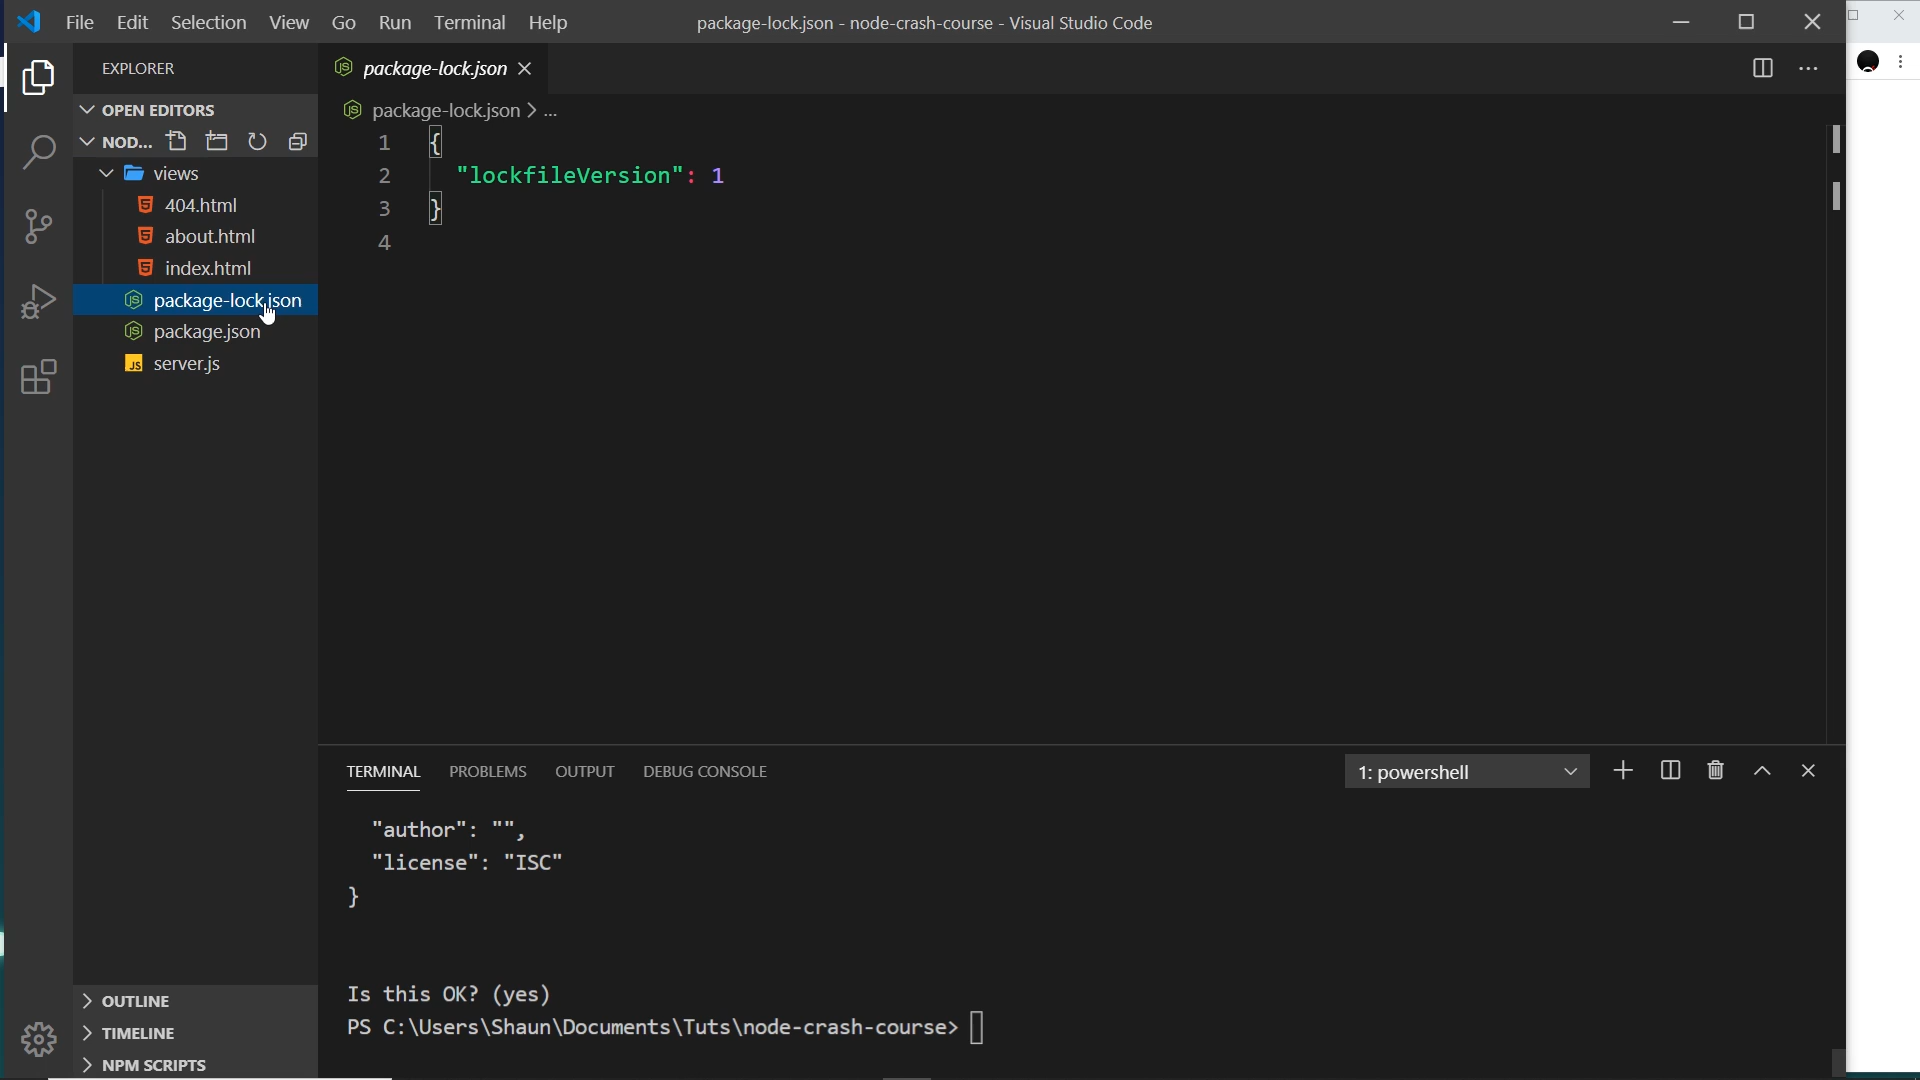 File Edit Selection View Go Run Terminal Help
package-lock.json - node-crash-course - Visual Studio Code
EXPLORER
OPEN EDITORS
NOD...
views
404.html
about.html
index.html
package-lock.json
package.json
server.js
OUTLINE
TIMELINE
NPM SCRIPTS
package-lock.json
package-lock.json > ...
1 {
2 "lockfileVersion": 1
3 }
4
TERMINAL PROBLEMS OUTPUT DEBUG CONSOLE
1: powershell
"author": "",
"license": "ISC"
}
Is this OK? (yes)
PS C:\Users\Shaun\Documents\Tuts\node-crash-course>